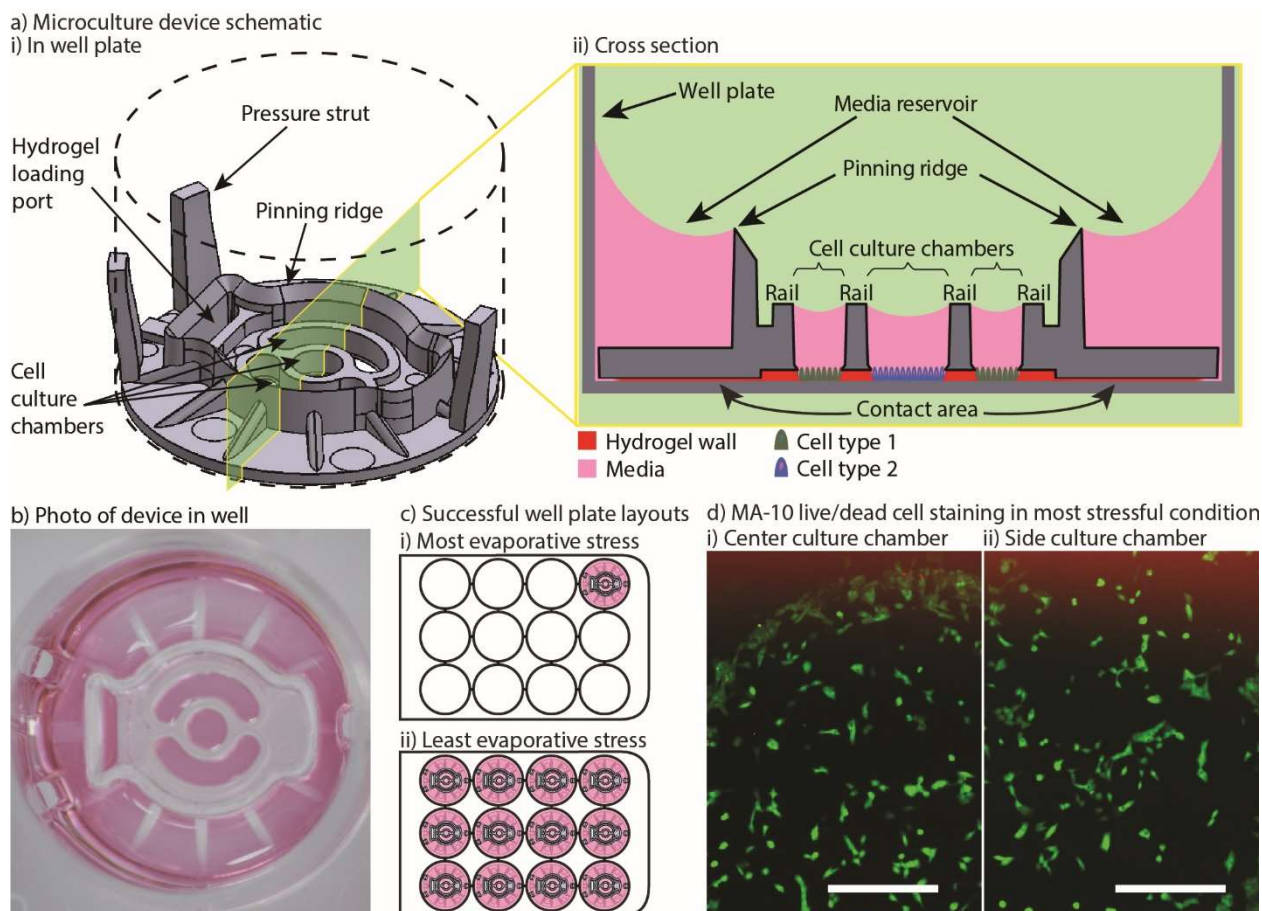 a) Microculture device schematic
i) In well plate
Pressure strut
Hydrogel
loading
port
Pinning ridge
Cell
culture
chambers
ii) Cross section
Well plate
Media reservoir
Pinning ridge
Cell culture chambers
Rail
Rail
Rail
Rail
Contact area
Hydrogel wall
Cell type 1
Media
Cell type 2
b) Photo of device in well
c) Successful well plate layouts
i) Most evaporative stress
ii) Least evaporative stress
d) MA-10 live/dead cell staining in most stressful condition
i) Center culture chamber
ii) Side culture chamber